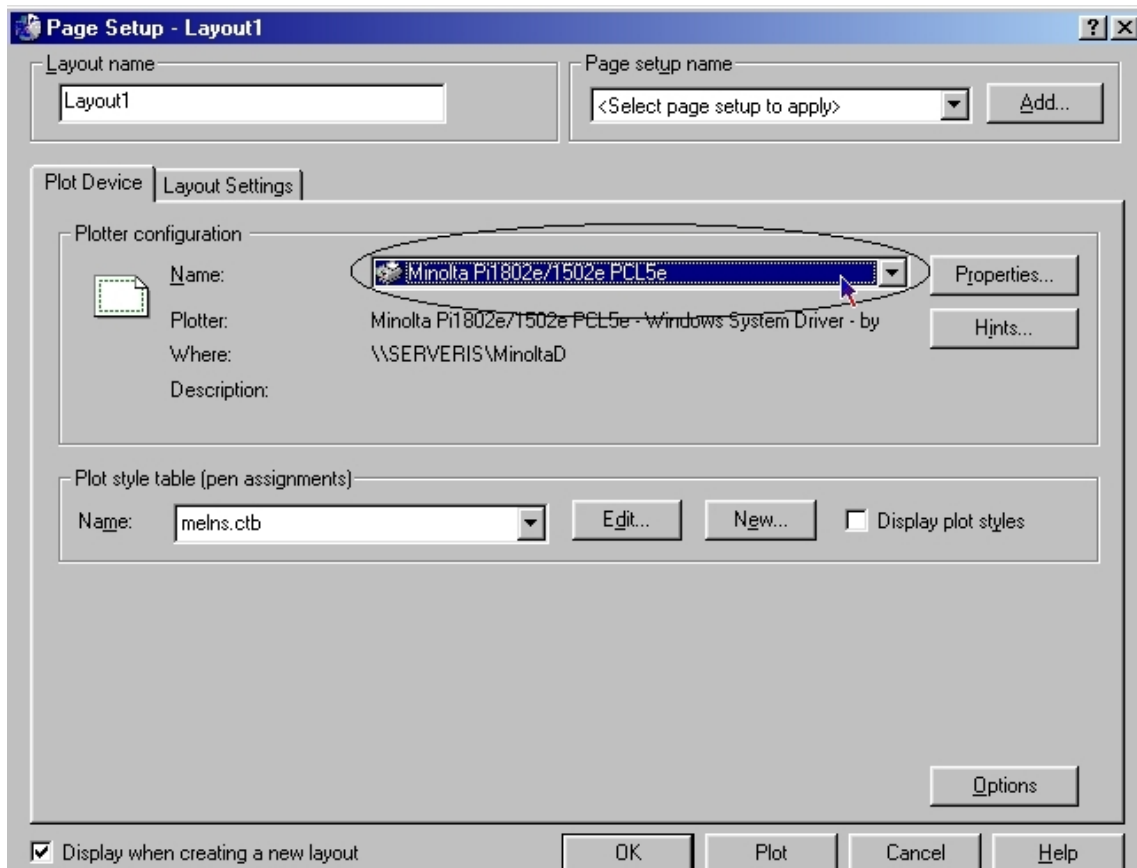 Page Setup - Layout1
Layout name
Layout1
Page setup name
<Select page setup to apply>
Add...
Plot Device
Layout Settings
Plotter configuration
Name:
Minolta Pi1802e/1502e PCL5e
Properties...
Plotter:
Minolta Pi1802e/1502e PCL5e - Windows System Driver - by
Hints...
Where:
\\SERVERIS\MinoltaD
Description:
Plot style table (pen assignments)
Name:
melns.ctb
Edit...
New...
Display plot styles
Options
Display when creating a new layout
OK
Plot
Cancel
Help